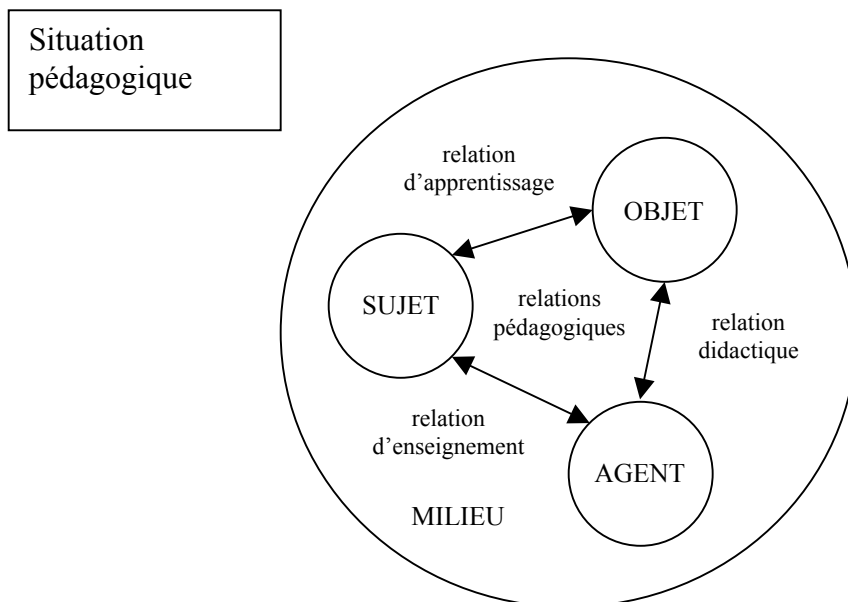 Situation
pédagogique
relation
d'apprentissage
OBJET
SUJET
relations
pédagogiques
relation
didactique
relation
d'enseignement
AGENT
MILIEU